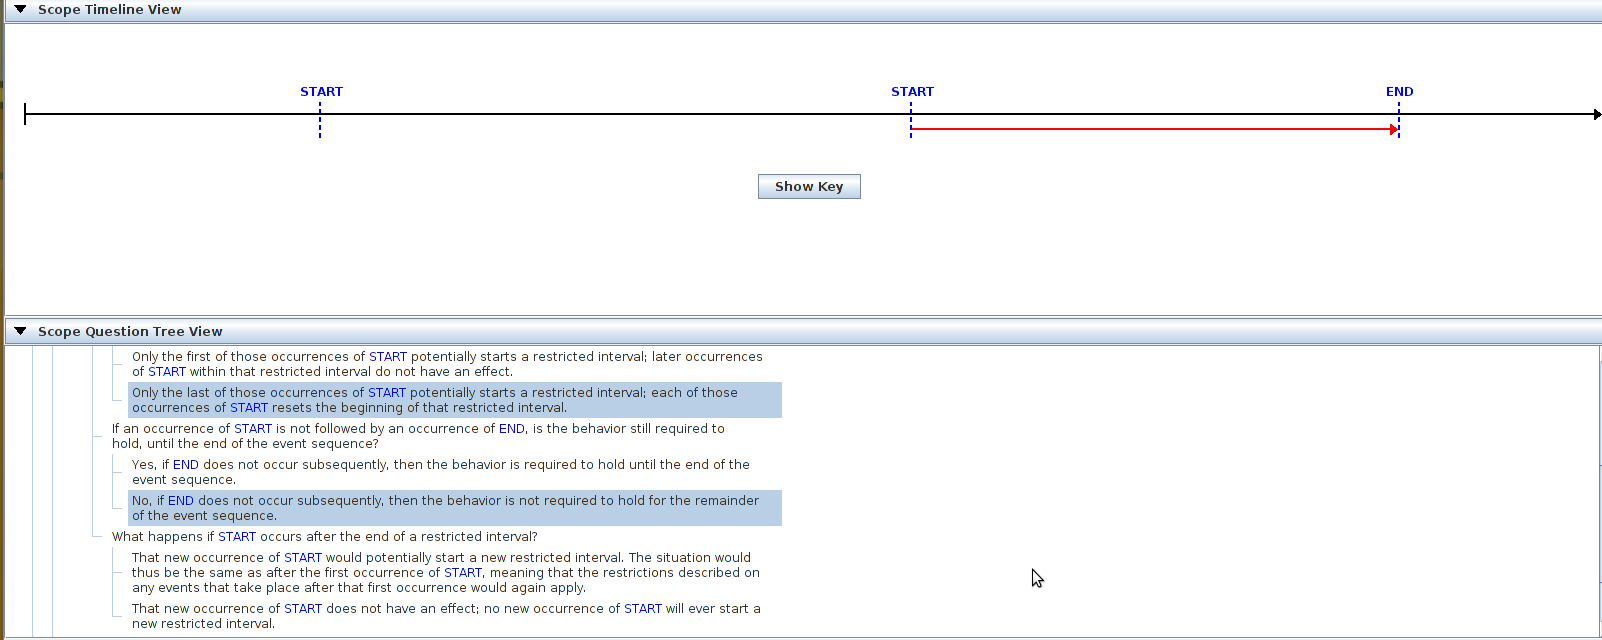 Scope Timeline View
START START END
Show Key
Scope Question Tree View
Only the first of those occurrences of START potentially starts a restricted interval; later occurrences
of START within that restricted interval do not have an effect.
Only the last of those occurrences of START potentially starts a restricted interval; each of those
occurrences of START resets the beginning of that restricted interval.
If an occurrence of START is not followed by an occurrence of END, is the behavior still required to
hold, until the end of the event sequence?
Yes, if END does not occur subsequently, then the behavior is required to hold until the end of the
event sequence.
No, if END does not occur subsequently, then the behavior is not required to hold for the remainder
of the event sequence.
What happens if START occurs after the end of a restricted interval?
That new occurrence of START would potentially start a new restricted interval. The situation would
thus be the same as after the first occurrence of START, meaning that the restrictions described on
any events that take place after that first occurrence would again apply.
That new occurrence of START does not have an effect; no new occurrence of START will ever start a
new restricted interval.